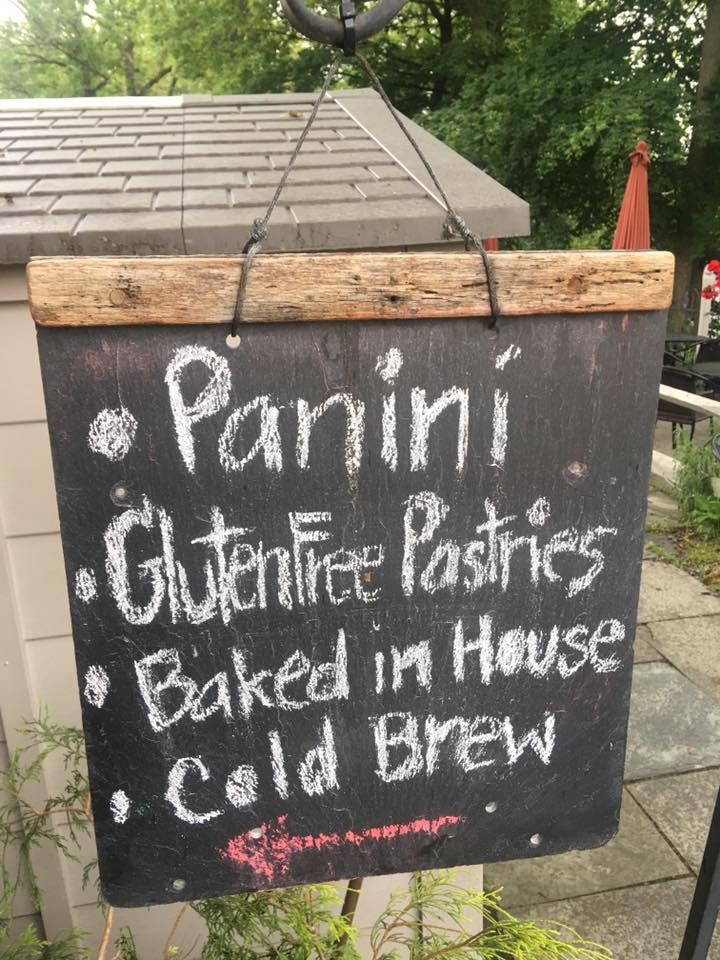 • Panini
• GlutenFree Pastries
• Baked in House
• Cold Brew